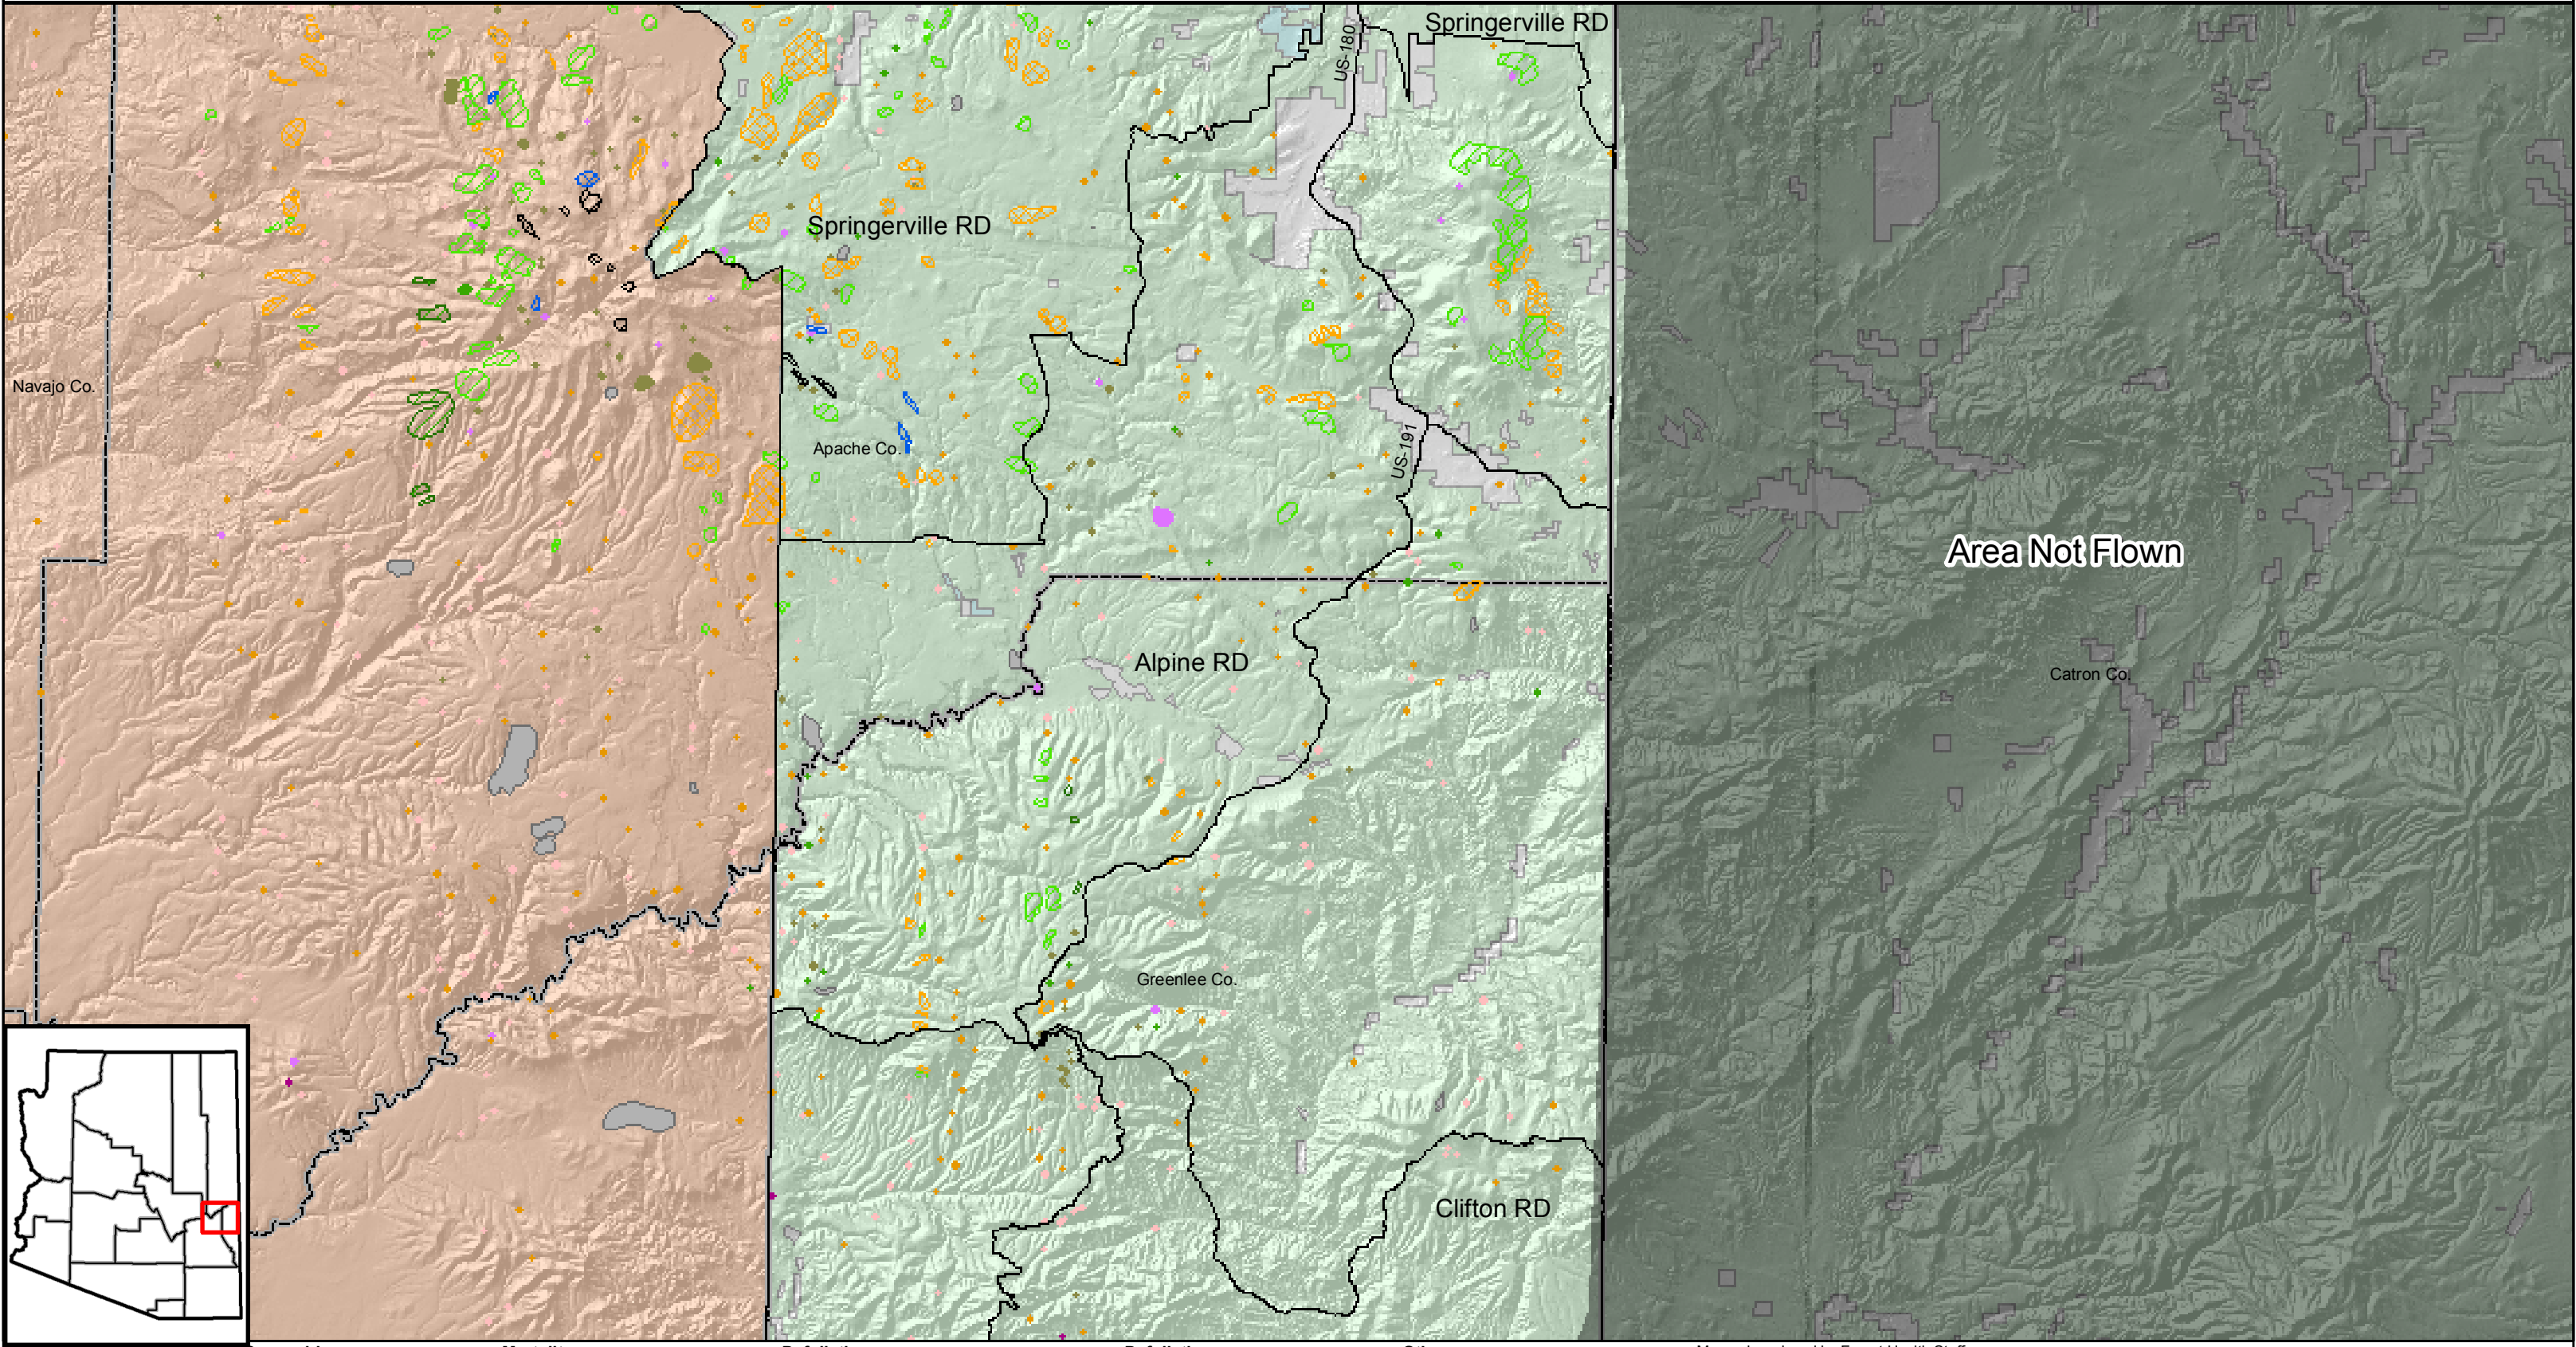 Springerville RD
US-180
Springerville RD
Navajo Co.
Apache Co.
US-191
Area Not Flown
Alpine RD
Catron Co.
Greenlee Co.
Clifton RD